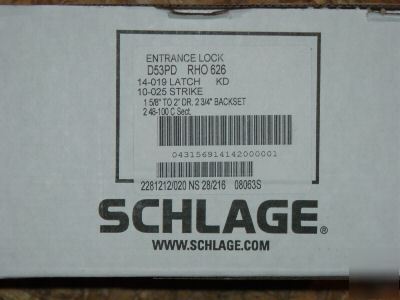 ENTRANCE LOCK
D53PD RHO 626
14-019 LATCH KD
10-025 STRIKE
1 5/8" TO 2" DR. 2 3/4" BACKSET
2 48-100 C Sect.
043156914142000001
2281212/020 NS 28/216 08063S
SCHLAGE®
WWW.SCHLAGE.COM